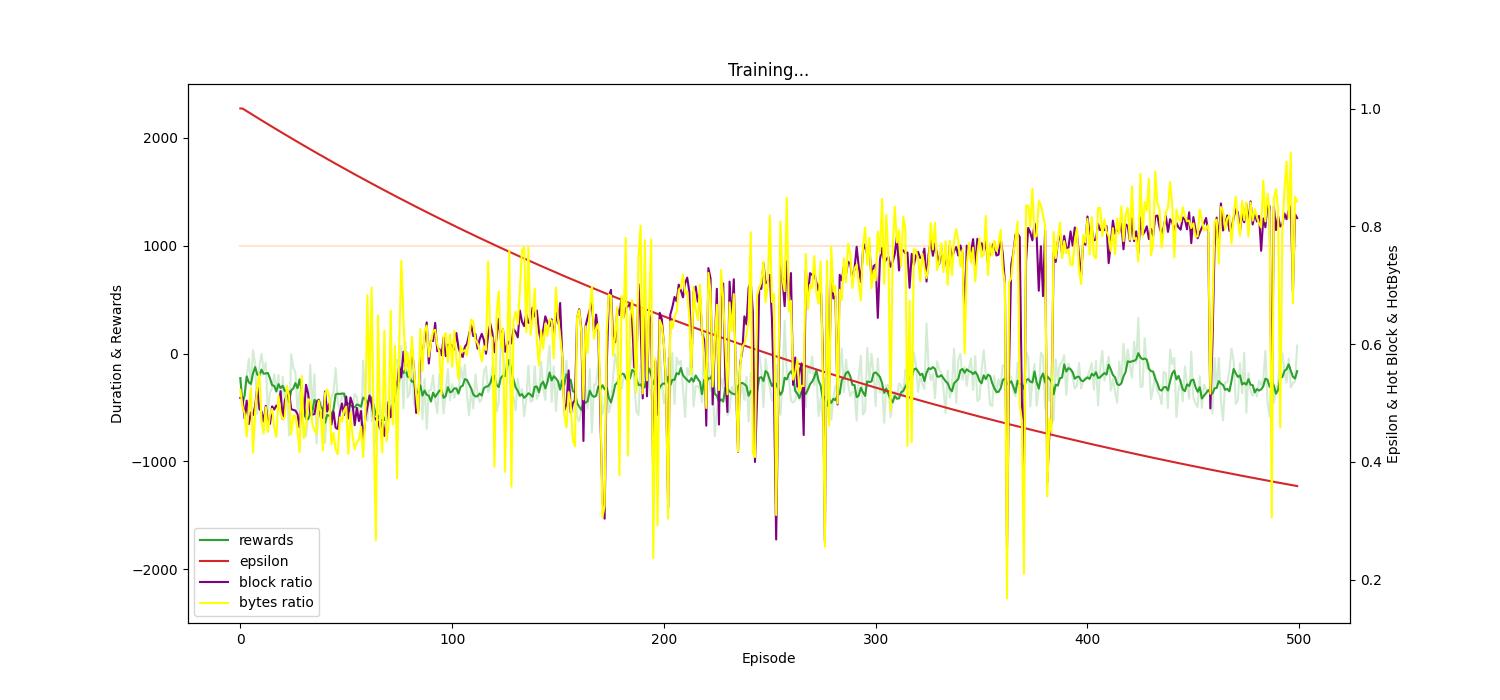 Training...
Duration & Rewards
2000
1000
0
−1000
−2000
1.0
0.8
0.6
0.4
0.2
Epsilon & Hot Block & HotBytes
rewards
epsilon
block ratio
bytes ratio
0
100
200
300
400
500
Episode